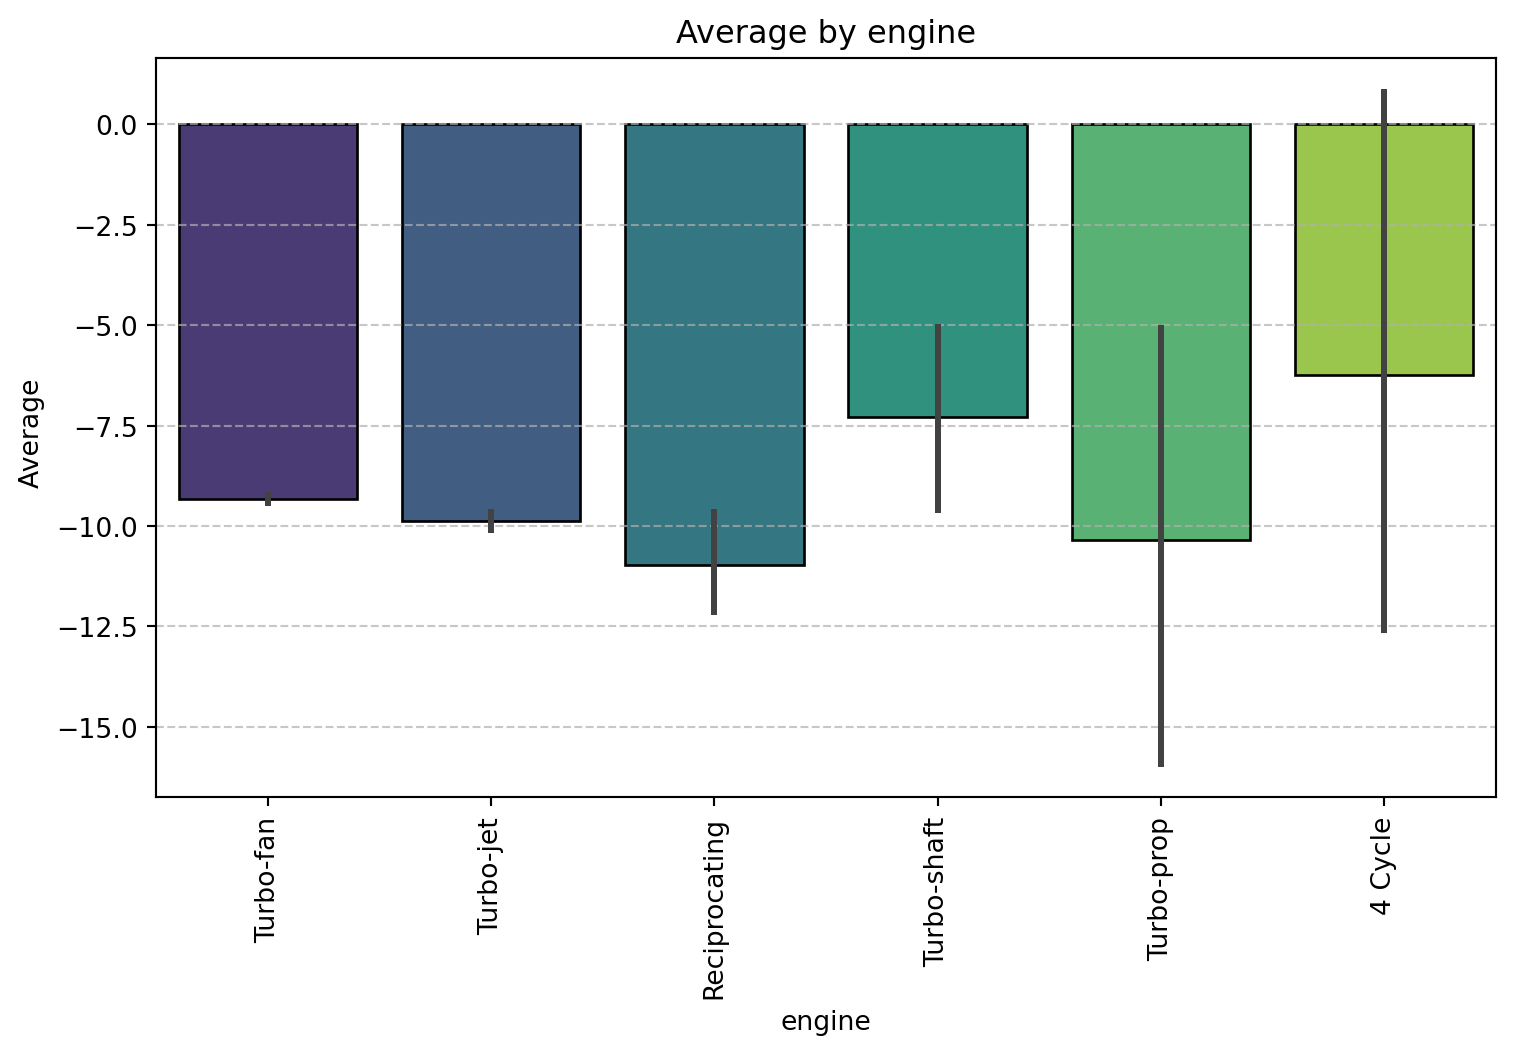 Average by engine
0.0
−2.5
−5.0
−7.5
−10.0
−12.5
−15.0
Average
Turbo-fan
Turbo-jet
Reciprocating
Turbo-shaft
Turbo-prop
4 Cycle
engine